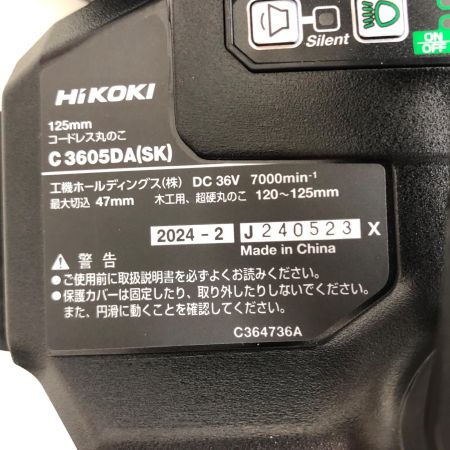 Silent
ON
OFF
HiKOKI
125mm
コードレス丸のこ
C 3605DA(SK)
工機ホールディングス(株) DC 36V 7000min⁻¹
最大切込 47mm 木工用、超硬丸のこ 120〜125mm
2024-2 J240523 X
Made in China
⚠ 警告
●ご使用前に取扱説明書を必ずよくお読みください。
●保護カバーは固定したり、取り外したりしないでください。
また、円滑に動くことを確認してください。
C364736A